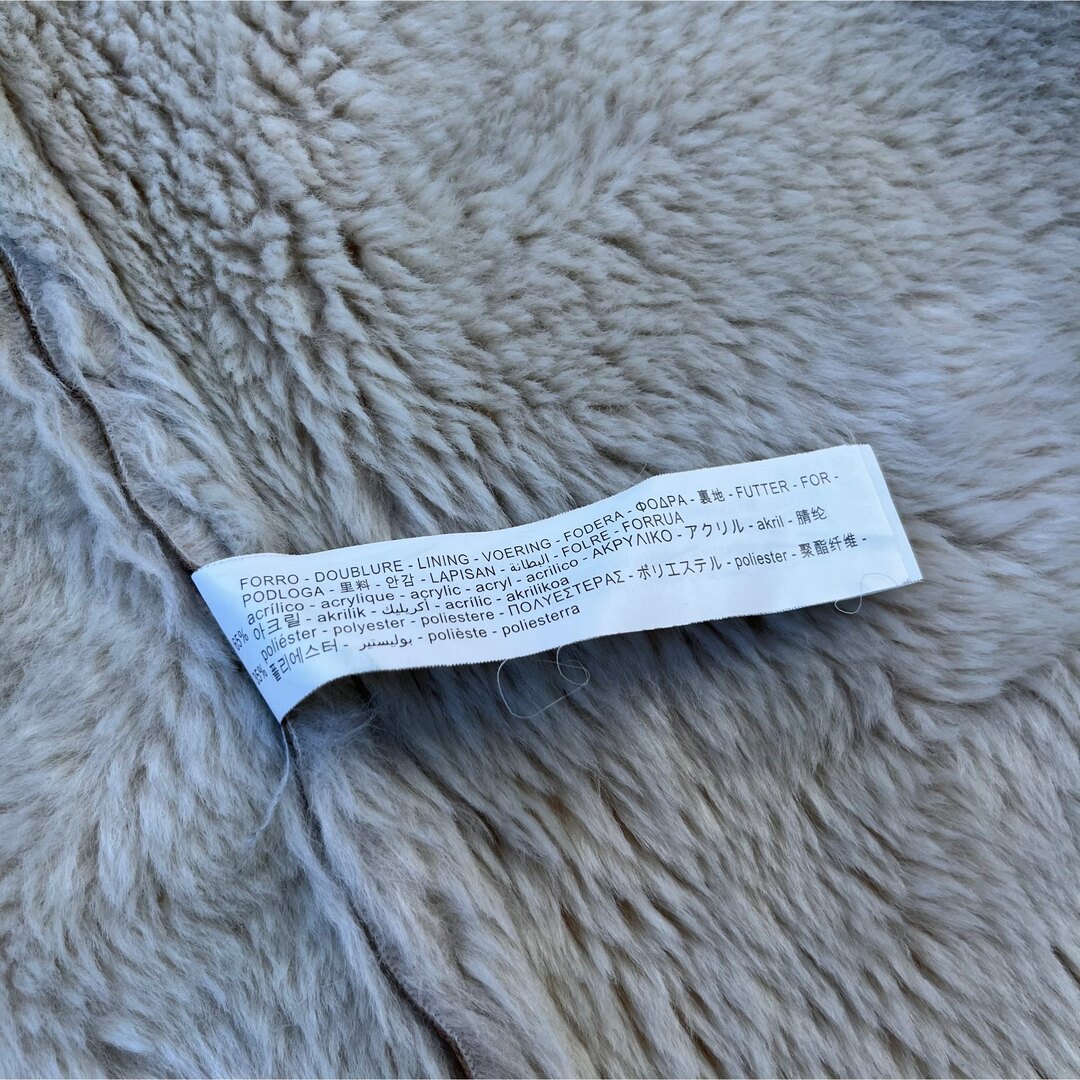 FORRO - DOUBLURE - LINING - VOERING - FODERA - ΦΟΔΡΑ - 裏地 - FUTTER - FOR -
PODLOGA - 里料 - 안감 - LAPISAN - البطانة - FOLRE - FORRUA
acrílico - acrylique - acrylic - acryl - acrilico - ΑΚΡΥΛΙΚΟ - アクリル - akril - 腈纶
아크릴 - akrilik - أكريليك - acrílic - akrilikoa
poliéster - polyester - poliestere - ΠΟΛΥΕΣΤΕΡΑΣ - ポリエステル - poliester - 聚酯纤维 -
폴리에스터 - بوليستير - polièste - poliesterra